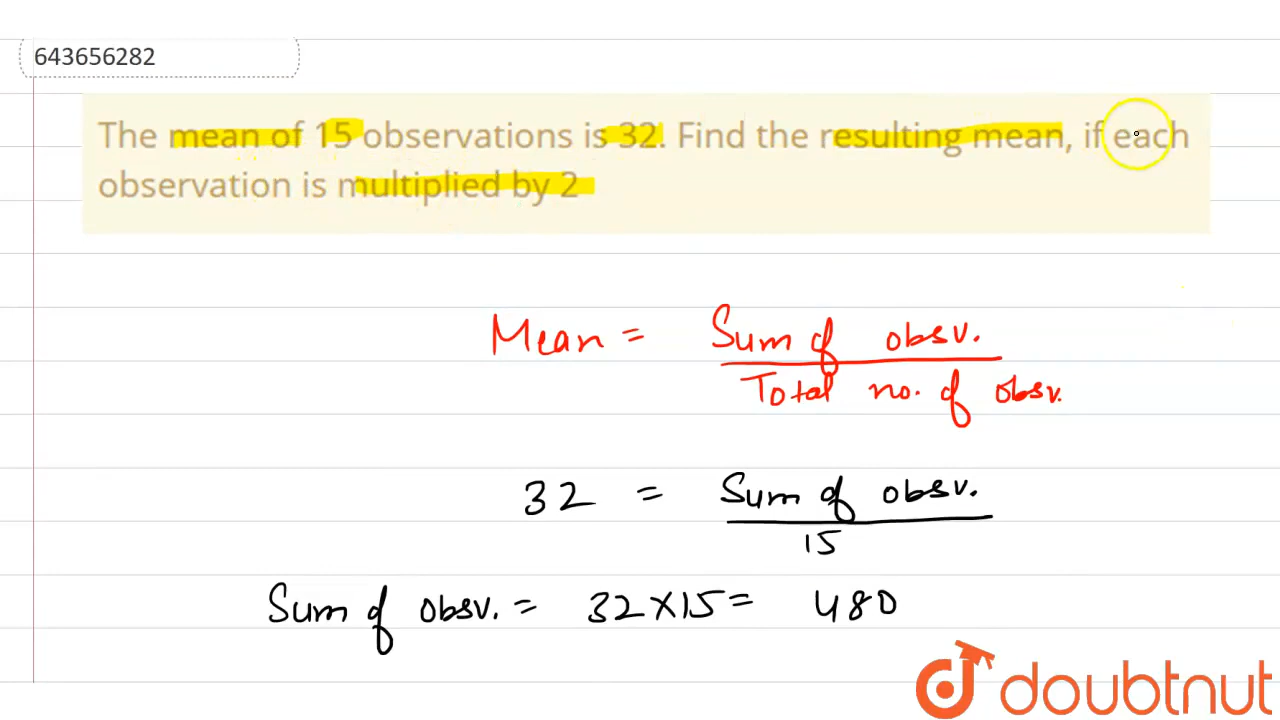 643656282
The mean of 15 observations is 32. Find the resulting mean, if each
observation is multiplied by 2
Mean = Sum of obsv.
Total no. of obsv.
32 = Sum of obsv.
15
Sum of obsv. = 32×15 = 480
doubtnut